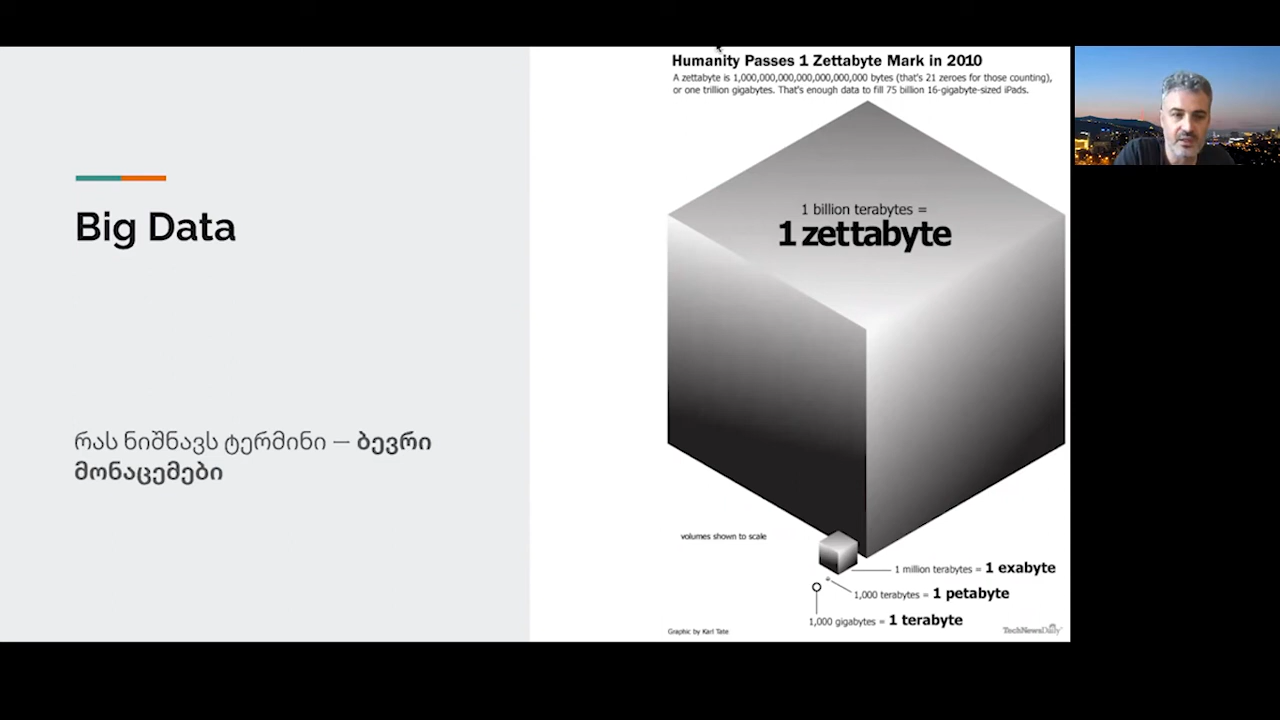 Big Data
რას ნიშნავს ტერმინი — ბევრი
მონაცემები
Humanity Passes 1 Zettabyte Mark in 2010
A zettabyte is 1,000,000,000,000,000,000,000 bytes (that's 21 zeroes for those counting),
or one trillion gigabytes. That's enough data to fill 75 billion 16-gigabyte-sized iPads.
1 billion terabytes =
1 zettabyte
volumes shown to scale
1 million terabytes = 1 exabyte
1,000 terabytes = 1 petabyte
1,000 gigabytes = 1 terabyte
Graphic by Karl Tate
TechNewsDaily